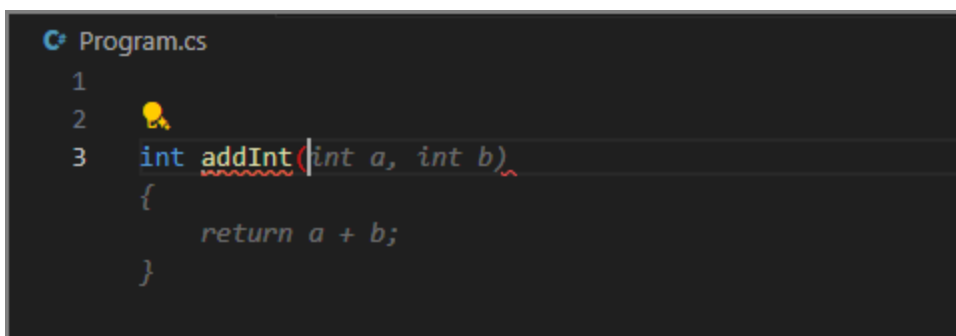 C# Program.cs
1
2
3 int addInt(int a, int b)
{
return a + b;
}